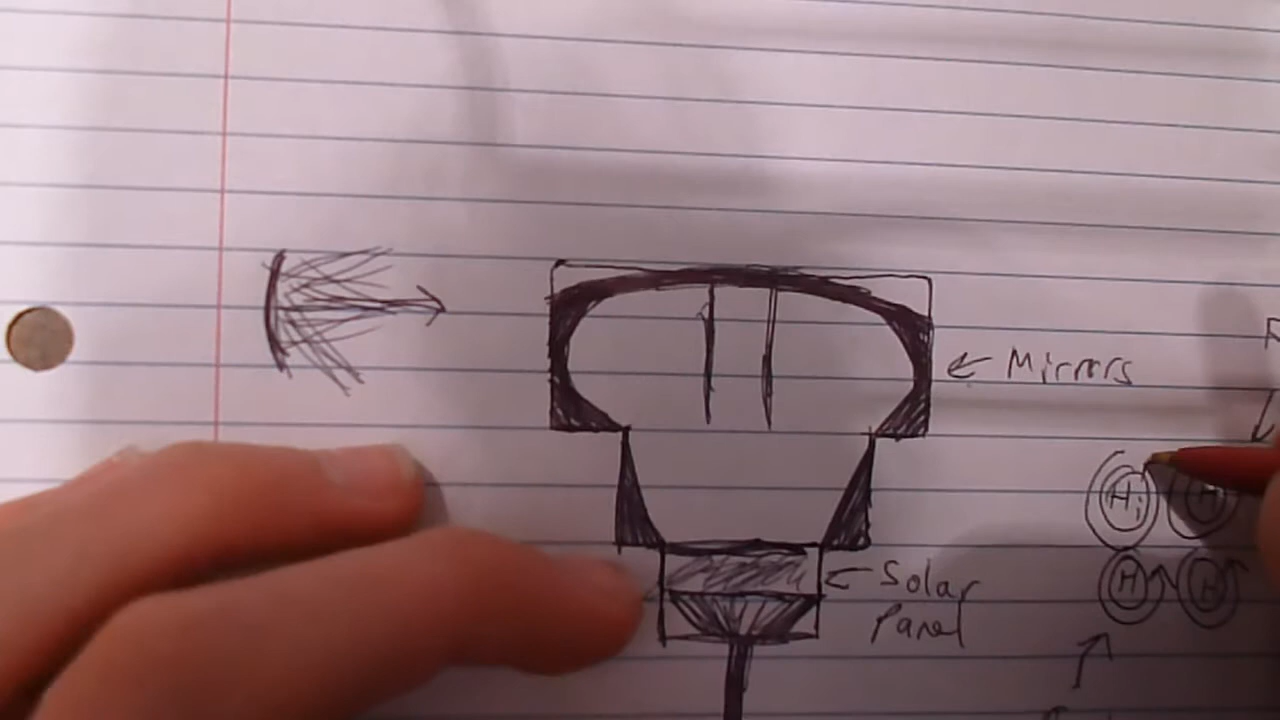 ← Mirrors
H H
H H
← Solar
Panel